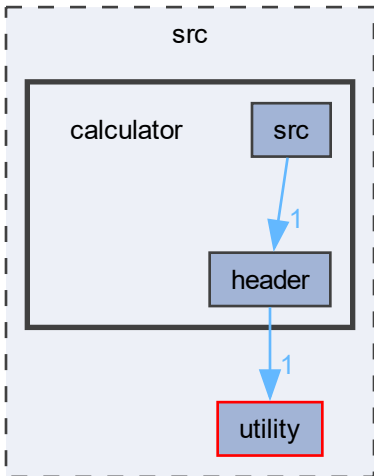 src
calculator
src
1
header
1
utility